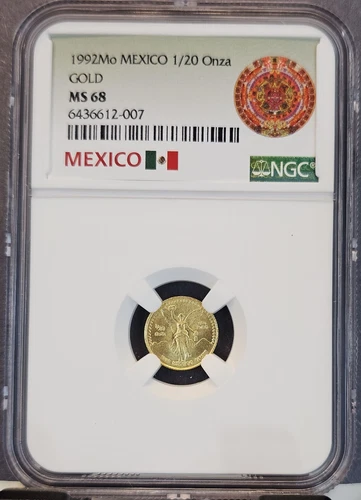 1992Mo MEXICO 1/20 Onza
GOLD
MS 68
6436612-007
MEXICO
NGC®